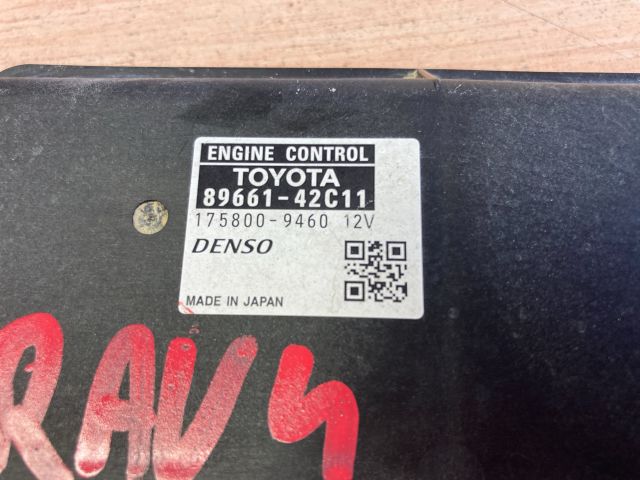 ENGINE CONTROL
TOYOTA
89661-42C11
175800-9460 12V
DENSO
MADE IN JAPAN
RAV4